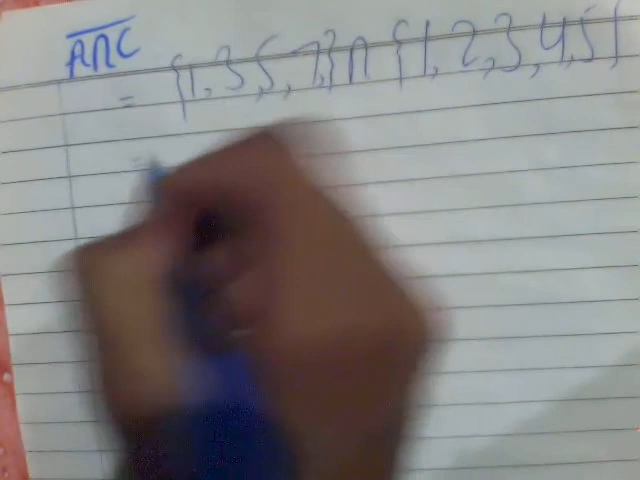 A∩C
= {1, 3, 5, 7, } ∩ {1, 2, 3, 4, 5}